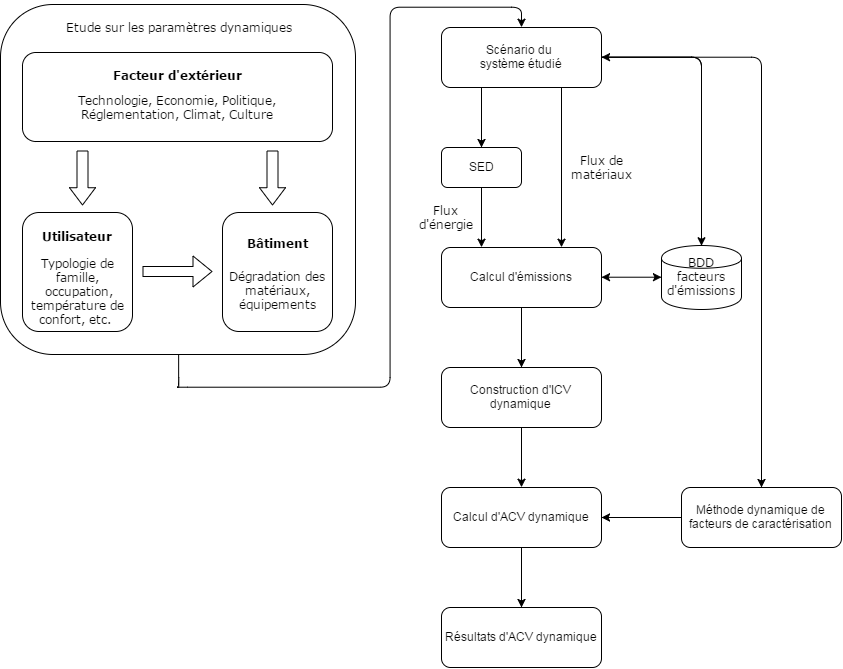 Etude sur les paramètres dynamiques
Facteur d'extérieur
Technologie, Economie, Politique,
Réglementation, Climat, Culture
Utilisateur
Typologie de
famille,
occupation,
température de
confort, etc.
Bâtiment
Dégradation des
matériaux,
équipements
Scénario du
système étudié
SED
Flux de
matériaux
Flux
d'énergie
Calcul d'émissions
BDD
facteurs
d'émissions
Construction d'ICV
dynamique
Calcul d'ACV dynamique
Méthode dynamique de
facteurs de caractérisation
Résultats d'ACV dynamique